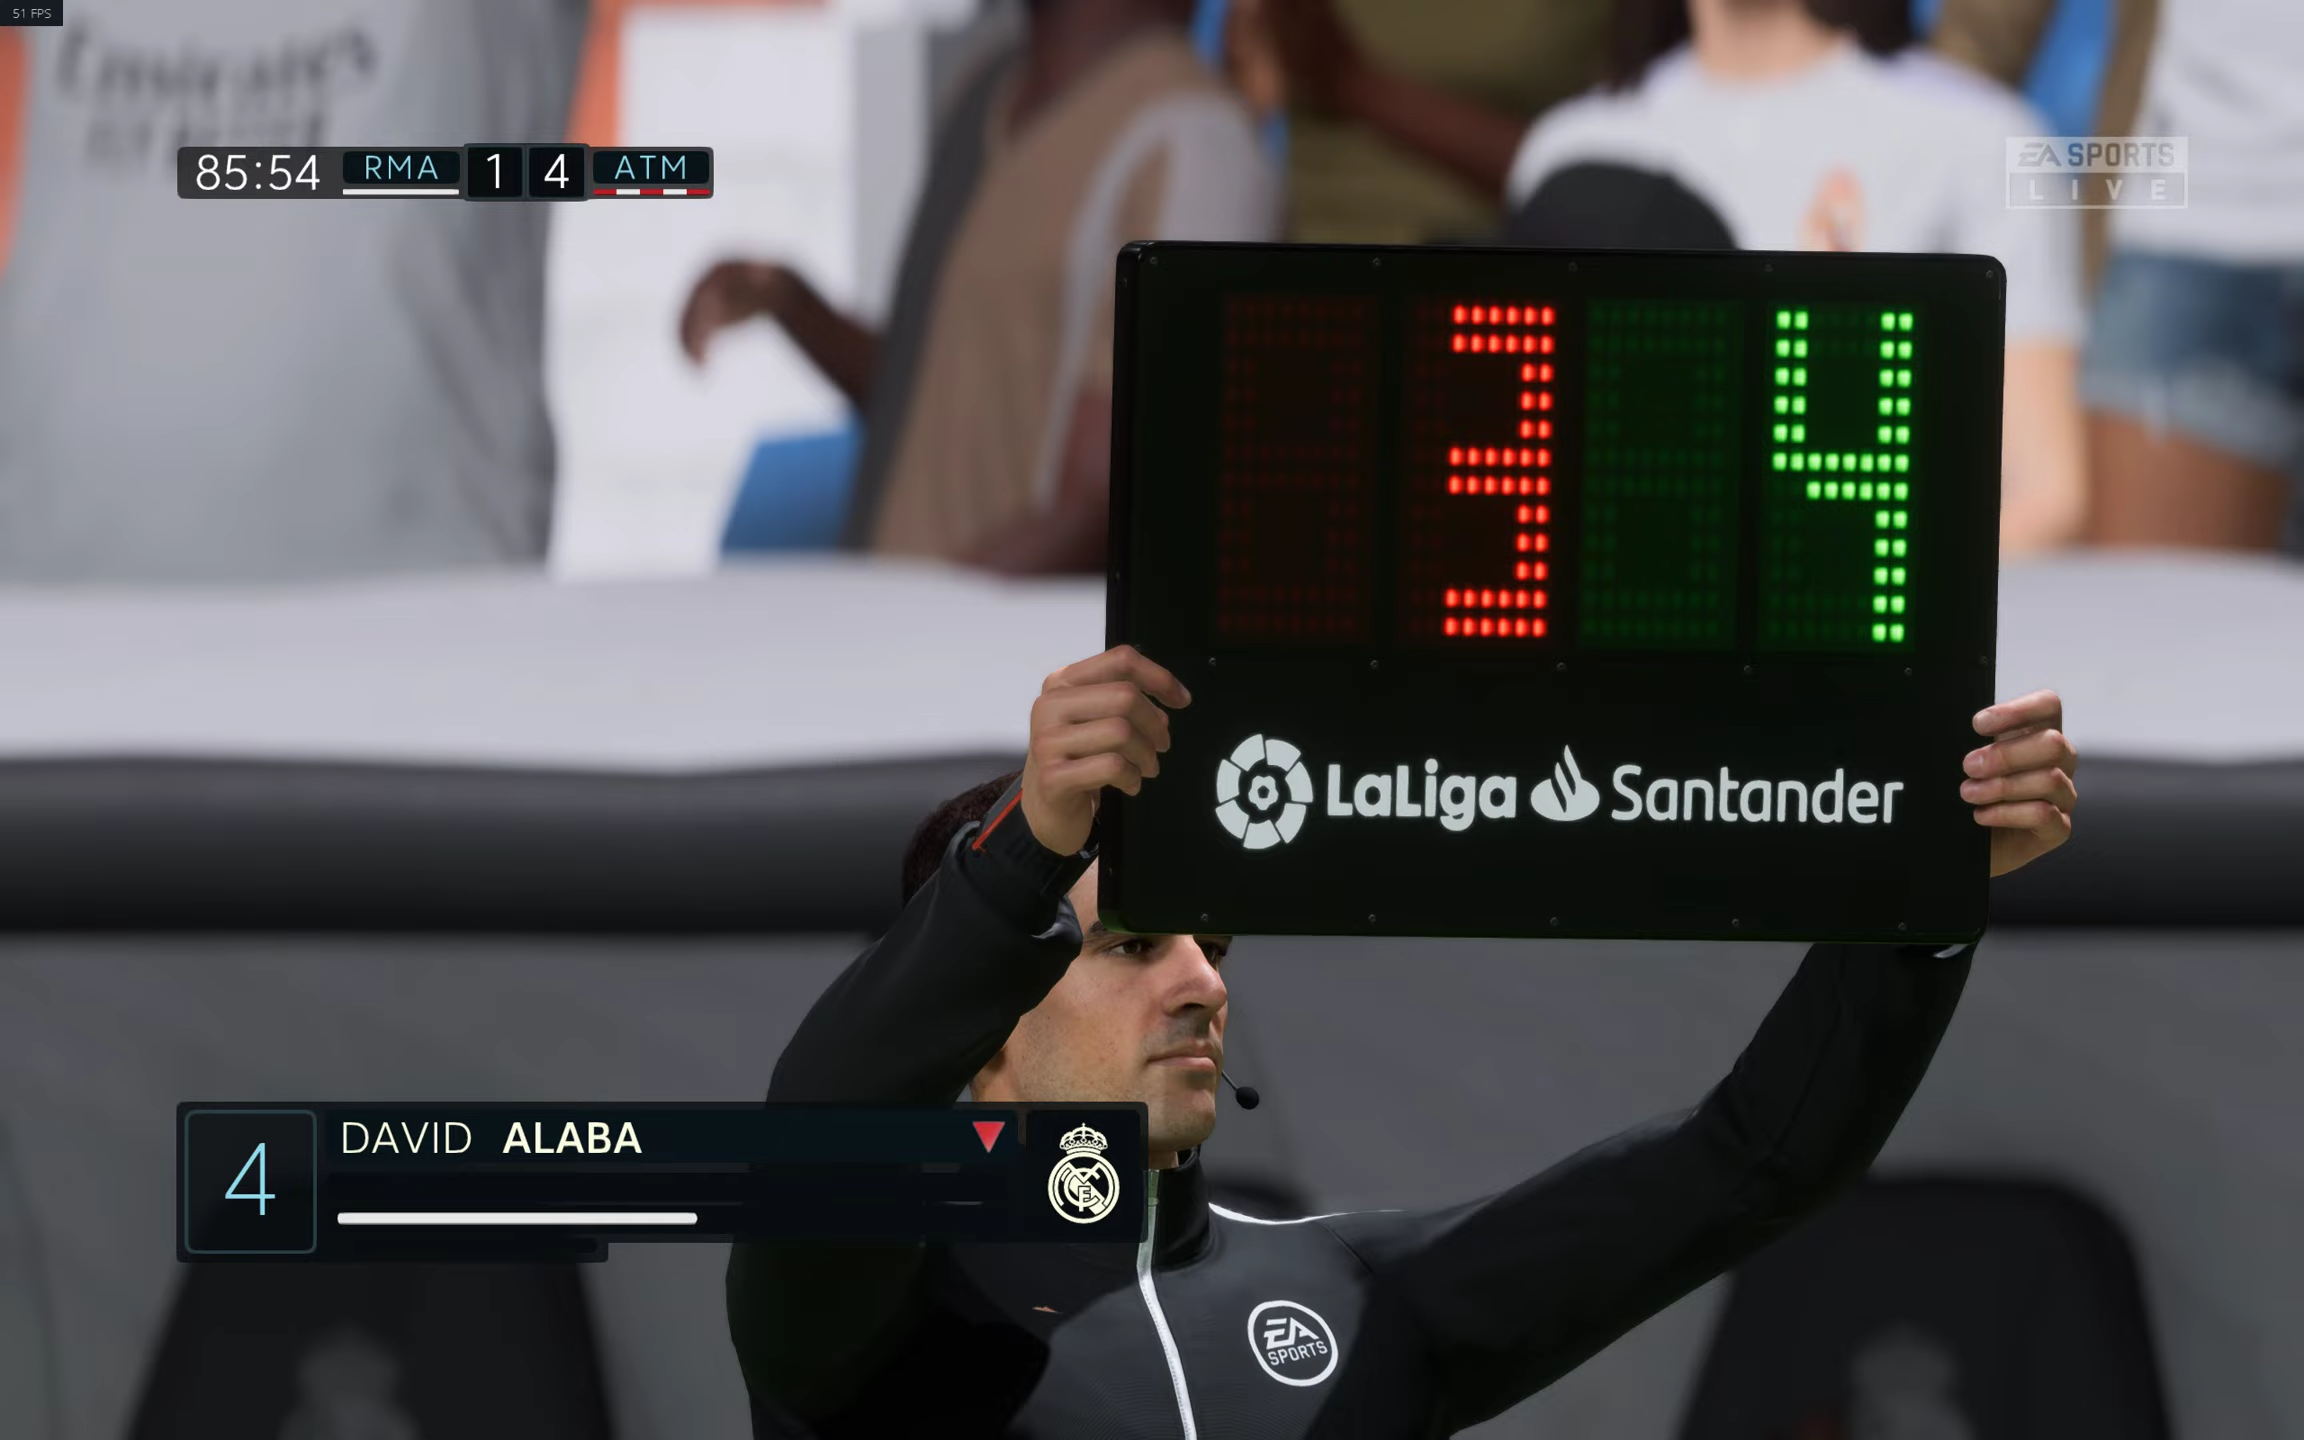 51 FPS
Emirates
85:54 RMA 1 4 ATM
EA SPORTS
LIVE
3 4
LaLiga Santander
4 DAVID ALABA
EA
SPORTS